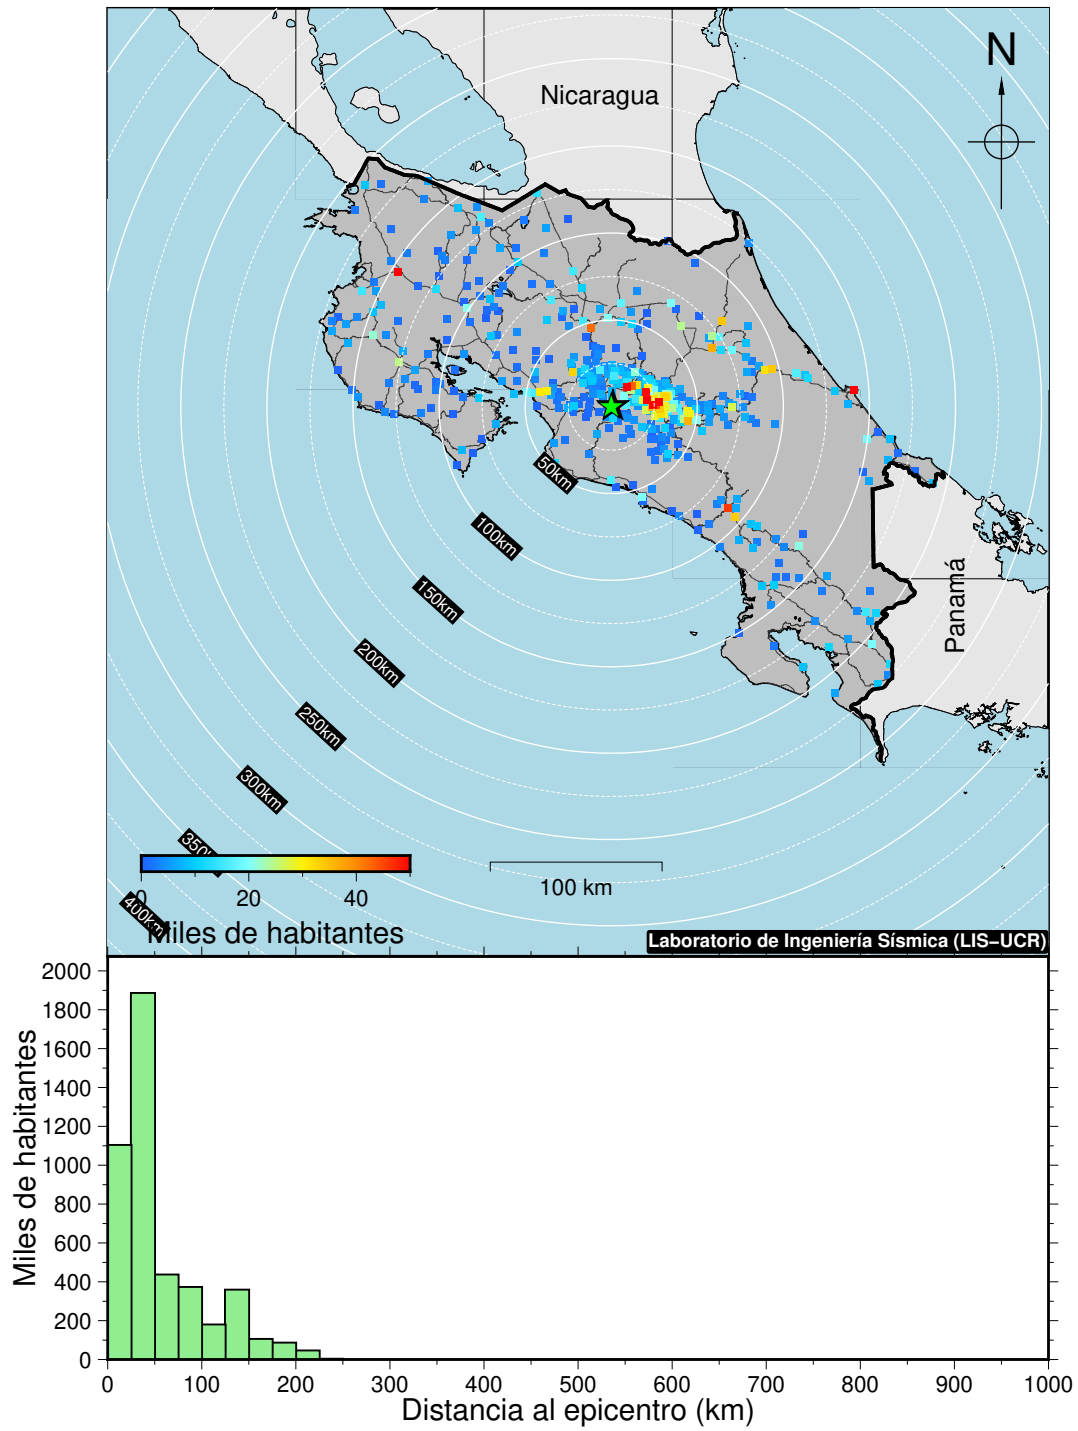 Nicaragua
N
Panamá
50km
100km
150km
200km
250km
300km
350k
400km
0 20 40
Miles de habitantes
100 km
Laboratorio de Ingeniería Sísmica (LIS−UCR)
Miles de habitantes
2000
1800
1600
1400
1200
1000
800
600
400
200
0
0 100 200 300 400 500 600 700 800 900 1000
Distancia al epicentro (km)